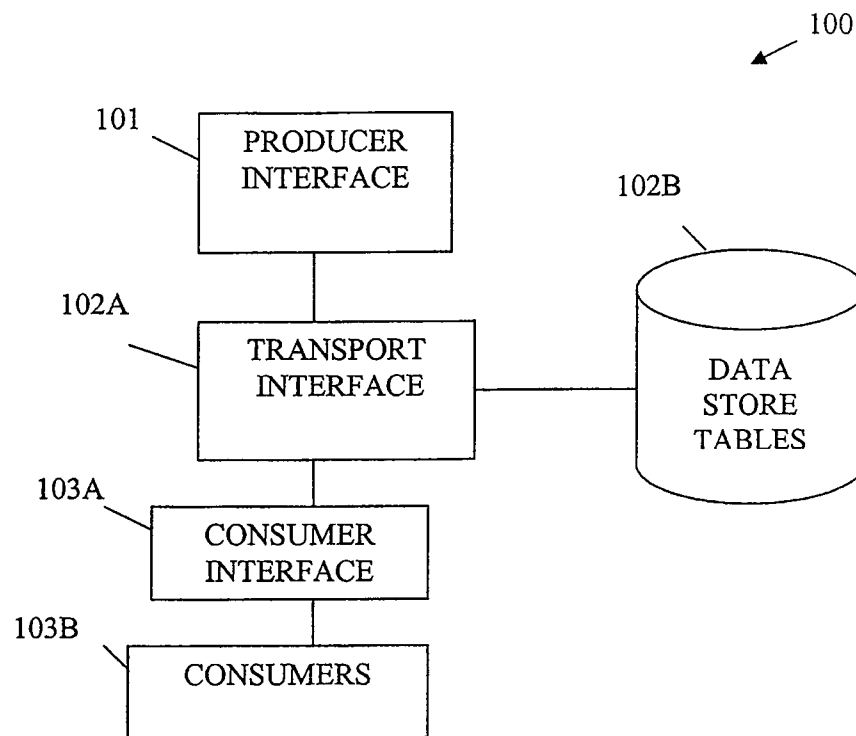 100
101
PRODUCER
INTERFACE
102B
102A
TRANSPORT
INTERFACE
DATA
STORE
TABLES
103A
CONSUMER
INTERFACE
103B
CONSUMERS